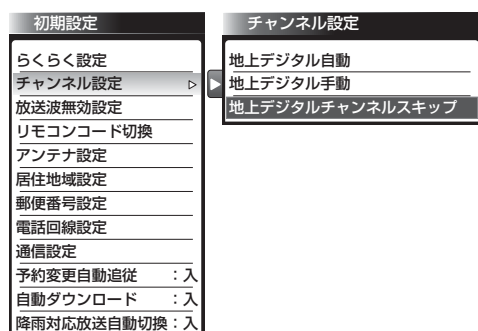 初期設定
らくらく設定
チャンネル設定
放送波無効設定
リモコンコード切換
アンテナ設定
居住地域設定
郵便番号設定
電話回線設定
通信設定
予約変更自動追従 :入
自動ダウンロード :入
降雨対応放送自動切換:入
チャンネル設定
地上デジタル自動
地上デジタル手動
地上デジタルチャンネルスキップ